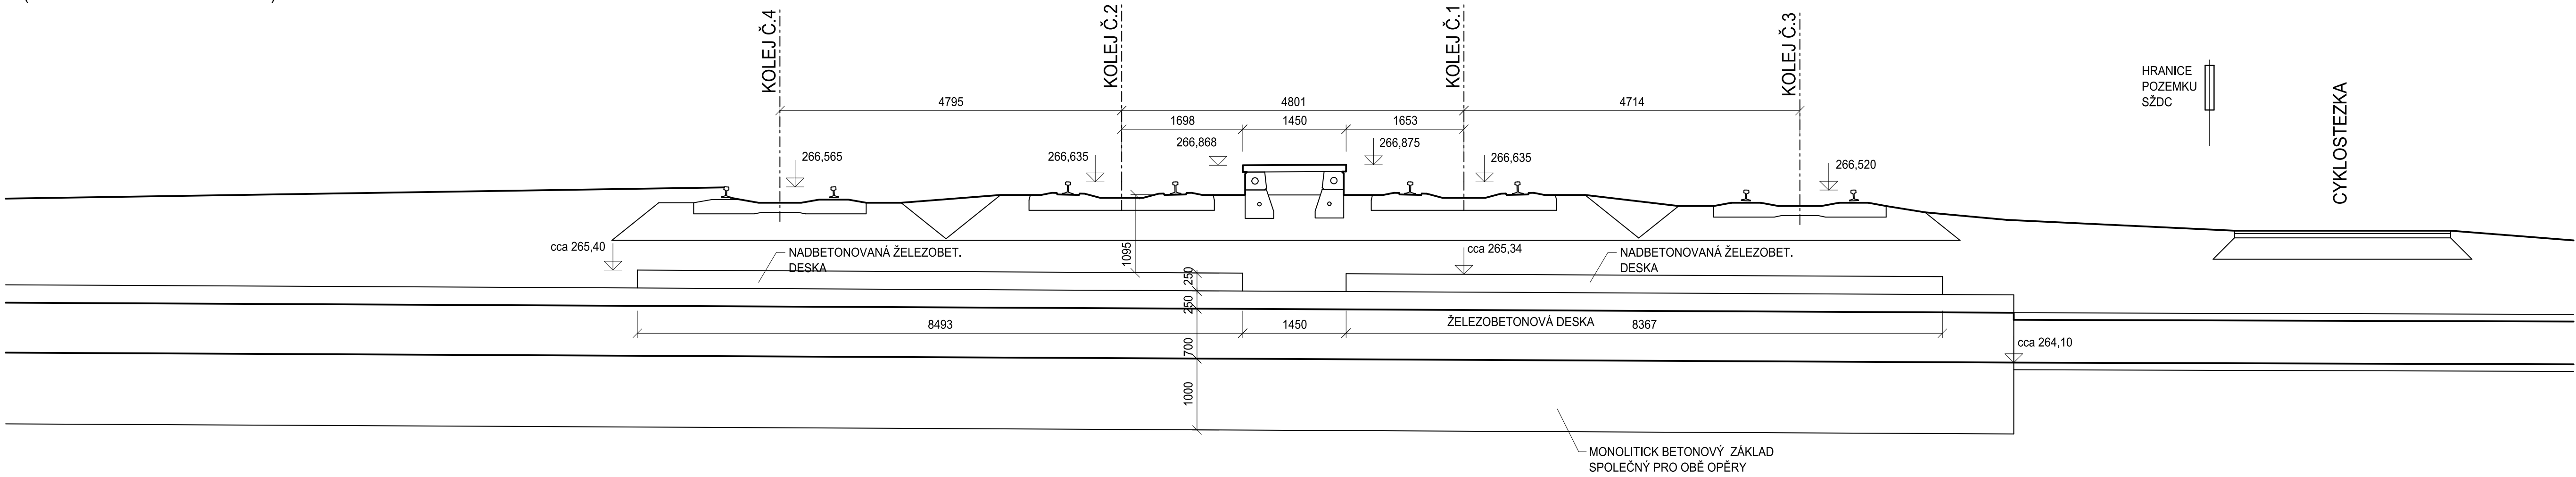 KOLEJ Č.4
KOLEJ Č.2
KOLEJ Č.1
KOLEJ Č.3
HRANICE
POZEMKU
SŽDC
CYKLOSTEZKA
4795
4801
4714
1698
1450
1653
266,565
266,635
266,868
266,875
266,635
266,520
cca 265,40
NADBETONOVANÁ ŽELEZOBET.
DESKA
1095
cca 265,34
NADBETONOVANÁ ŽELEZOBET.
DESKA
250
250
8493
1450
ŽELEZOBETONOVÁ DESKA
8367
700
cca 264,10
1000
MONOLITICK BETONOVÝ ZÁKLAD
SPOLEČNÝ PRO OBĚ OPĚRY